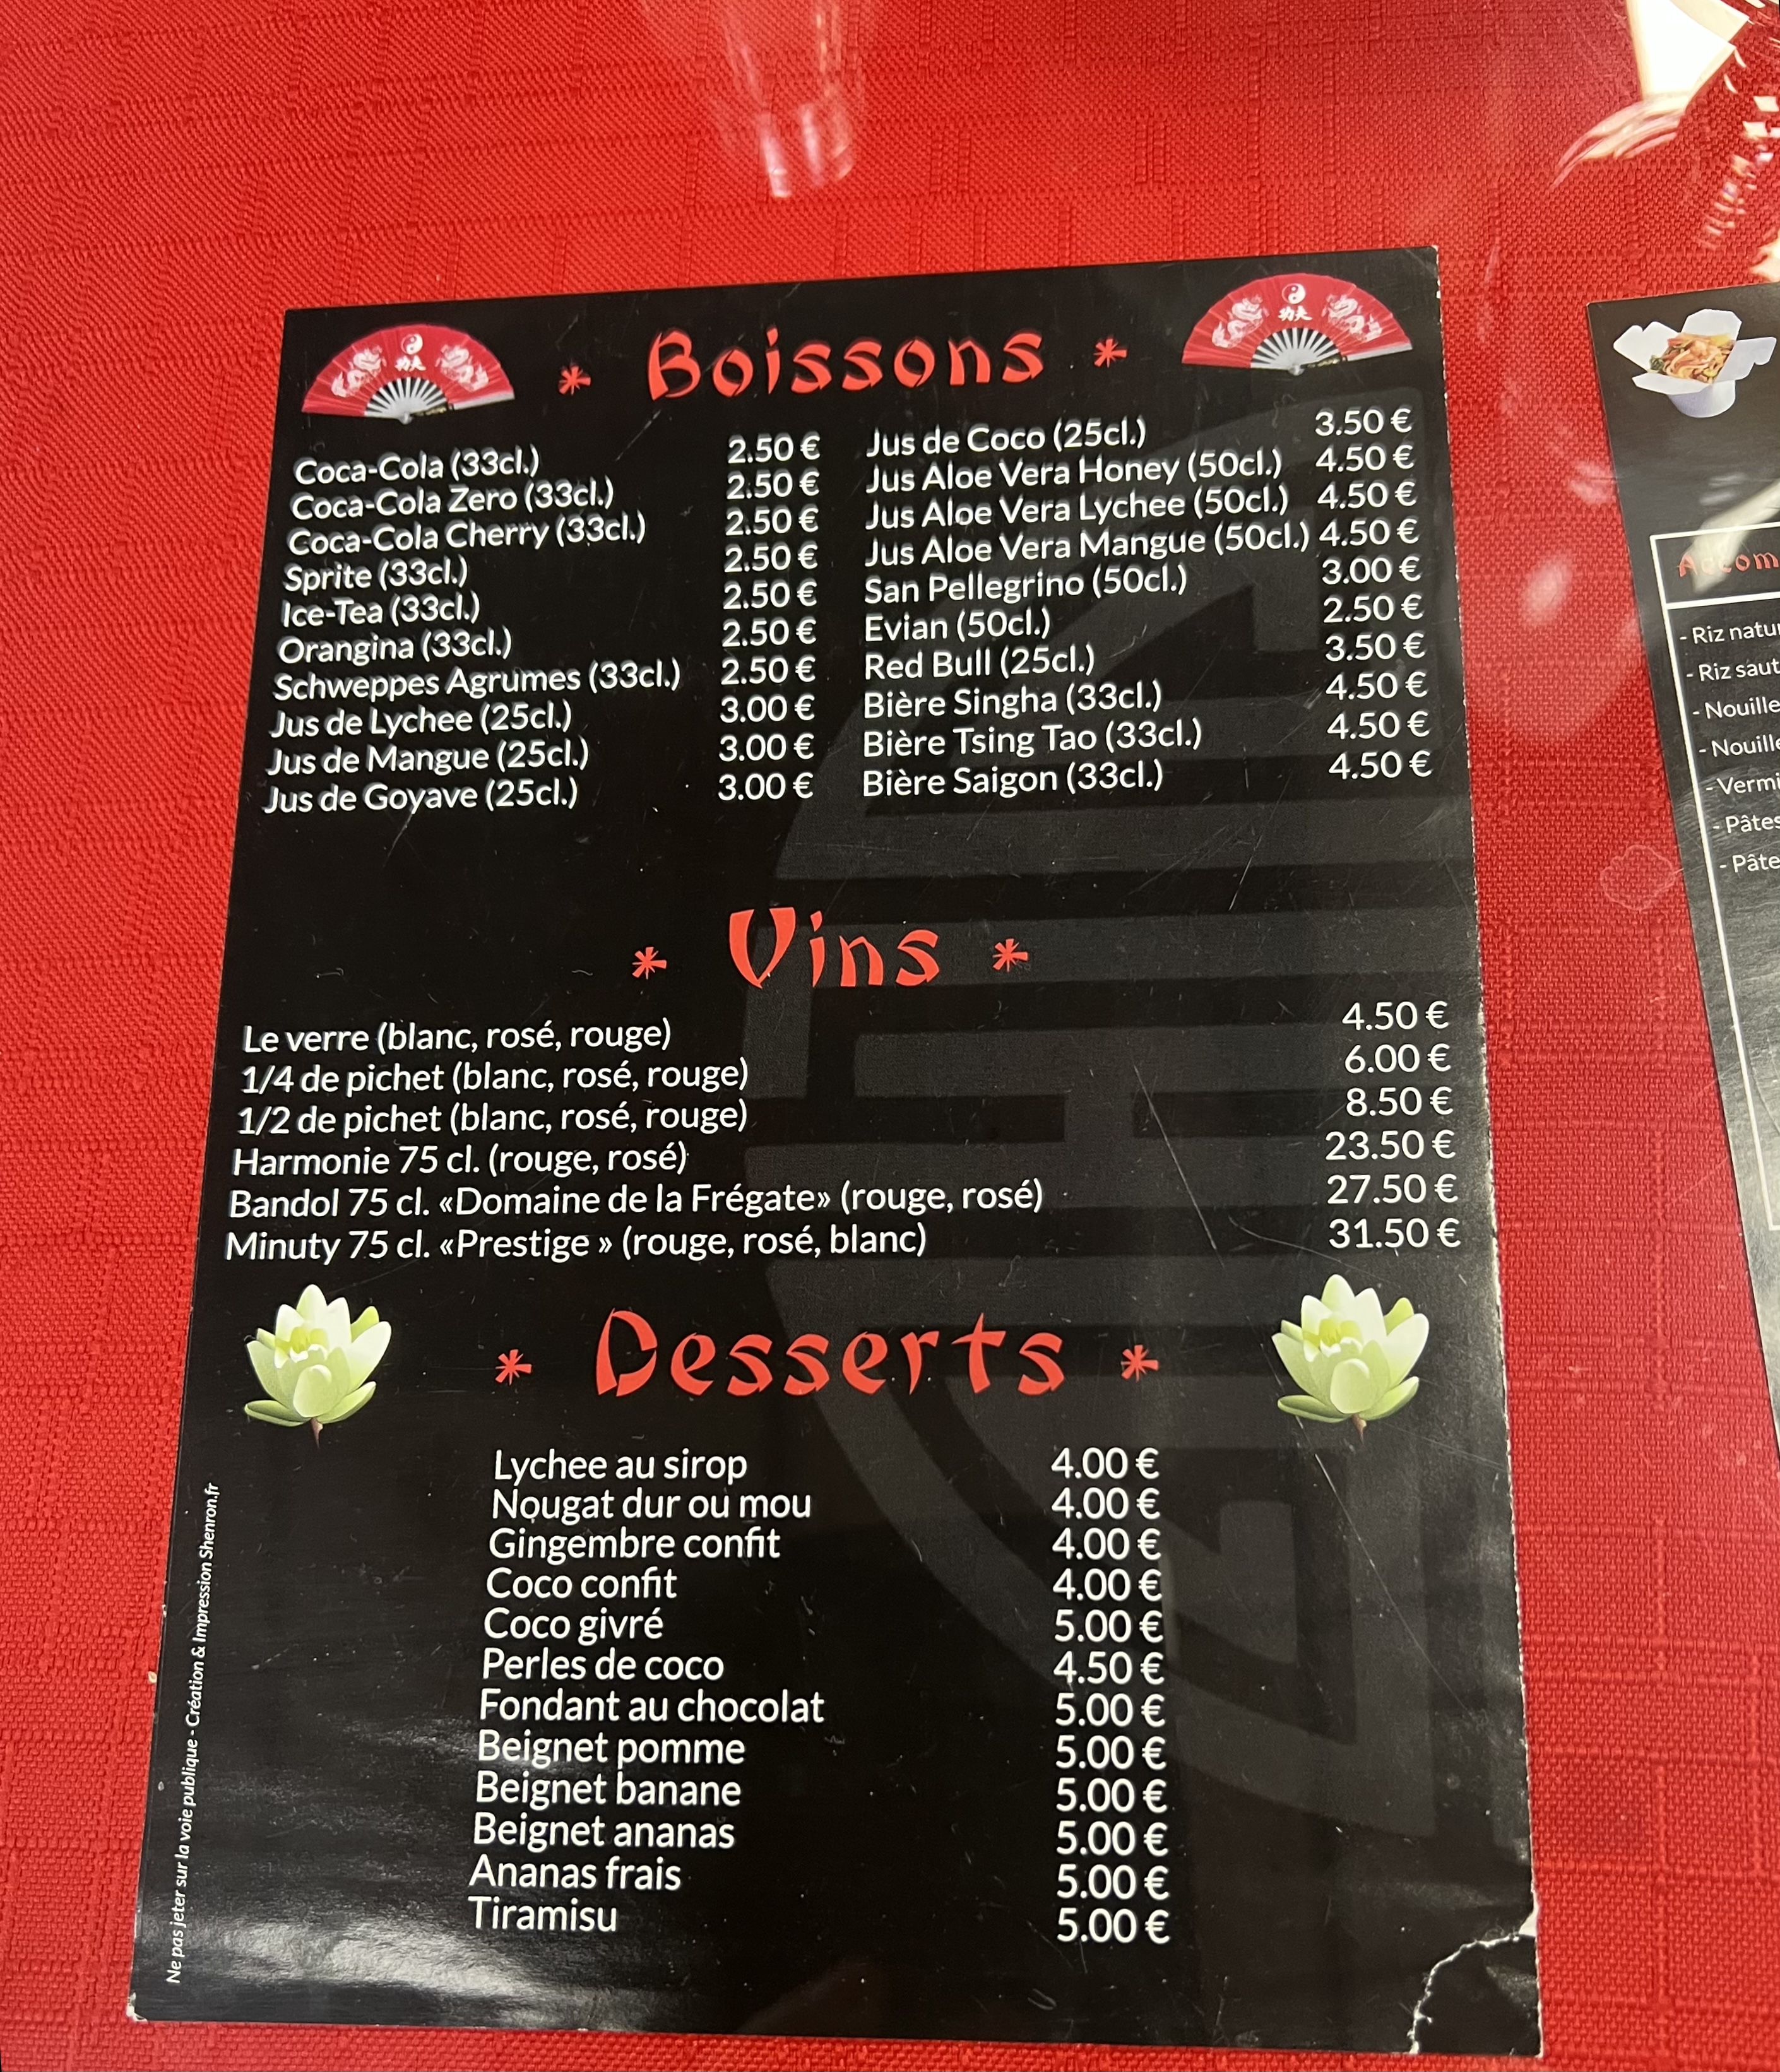 功夫
功夫
* Boissons *
Coca-Cola (33cl.) 2.50 €
Coca-Cola Zero (33cl.) 2.50 €
Coca-Cola Cherry (33cl.) 2.50 €
Sprite (33cl.) 2.50 €
Ice-Tea (33cl.) 2.50 €
Orangina (33cl.) 2.50 €
Schweppes Agrumes (33cl.) 2.50 €
Jus de Lychee (25cl.) 3.00 €
Jus de Mangue (25cl.) 3.00 €
Jus de Goyave (25cl.) 3.00 €
Jus de Coco (25cl.) 3.50 €
Jus Aloe Vera Honey (50cl.) 4.50 €
Jus Aloe Vera Lychee (50cl.) 4.50 €
Jus Aloe Vera Mangue (50cl.) 4.50 €
San Pellegrino (50cl.) 3.00 €
Evian (50cl.) 2.50 €
Red Bull (25cl.) 3.50 €
Bière Singha (33cl.) 4.50 €
Bière Tsing Tao (33cl.) 4.50 €
Bière Saigon (33cl.) 4.50 €
* Vins *
Le verre (blanc, rosé, rouge) 4.50 €
1/4 de pichet (blanc, rosé, rouge) 6.00 €
1/2 de pichet (blanc, rosé, rouge) 8.50 €
Harmonie 75 cl. (rouge, rosé) 23.50 €
Bandol 75 cl. «Domaine de la Frégate» (rouge, rosé) 27.50 €
Minuty 75 cl. «Prestige » (rouge, rosé, blanc) 31.50 €
* Desserts *
Lychee au sirop 4.00 €
Nougat dur ou mou 4.00 €
Gingembre confit 4.00 €
Coco confit 4.00 €
Coco givré 5.00 €
Perles de coco 4.50 €
Fondant au chocolat 5.00 €
Beignet pomme 5.00 €
Beignet banane 5.00 €
Beignet ananas 5.00 €
Ananas frais 5.00 €
Tiramisu 5.00 €
Ne pas jeter sur la voie publique - Création & Impression Shenron.fr
- Riz
- Riz